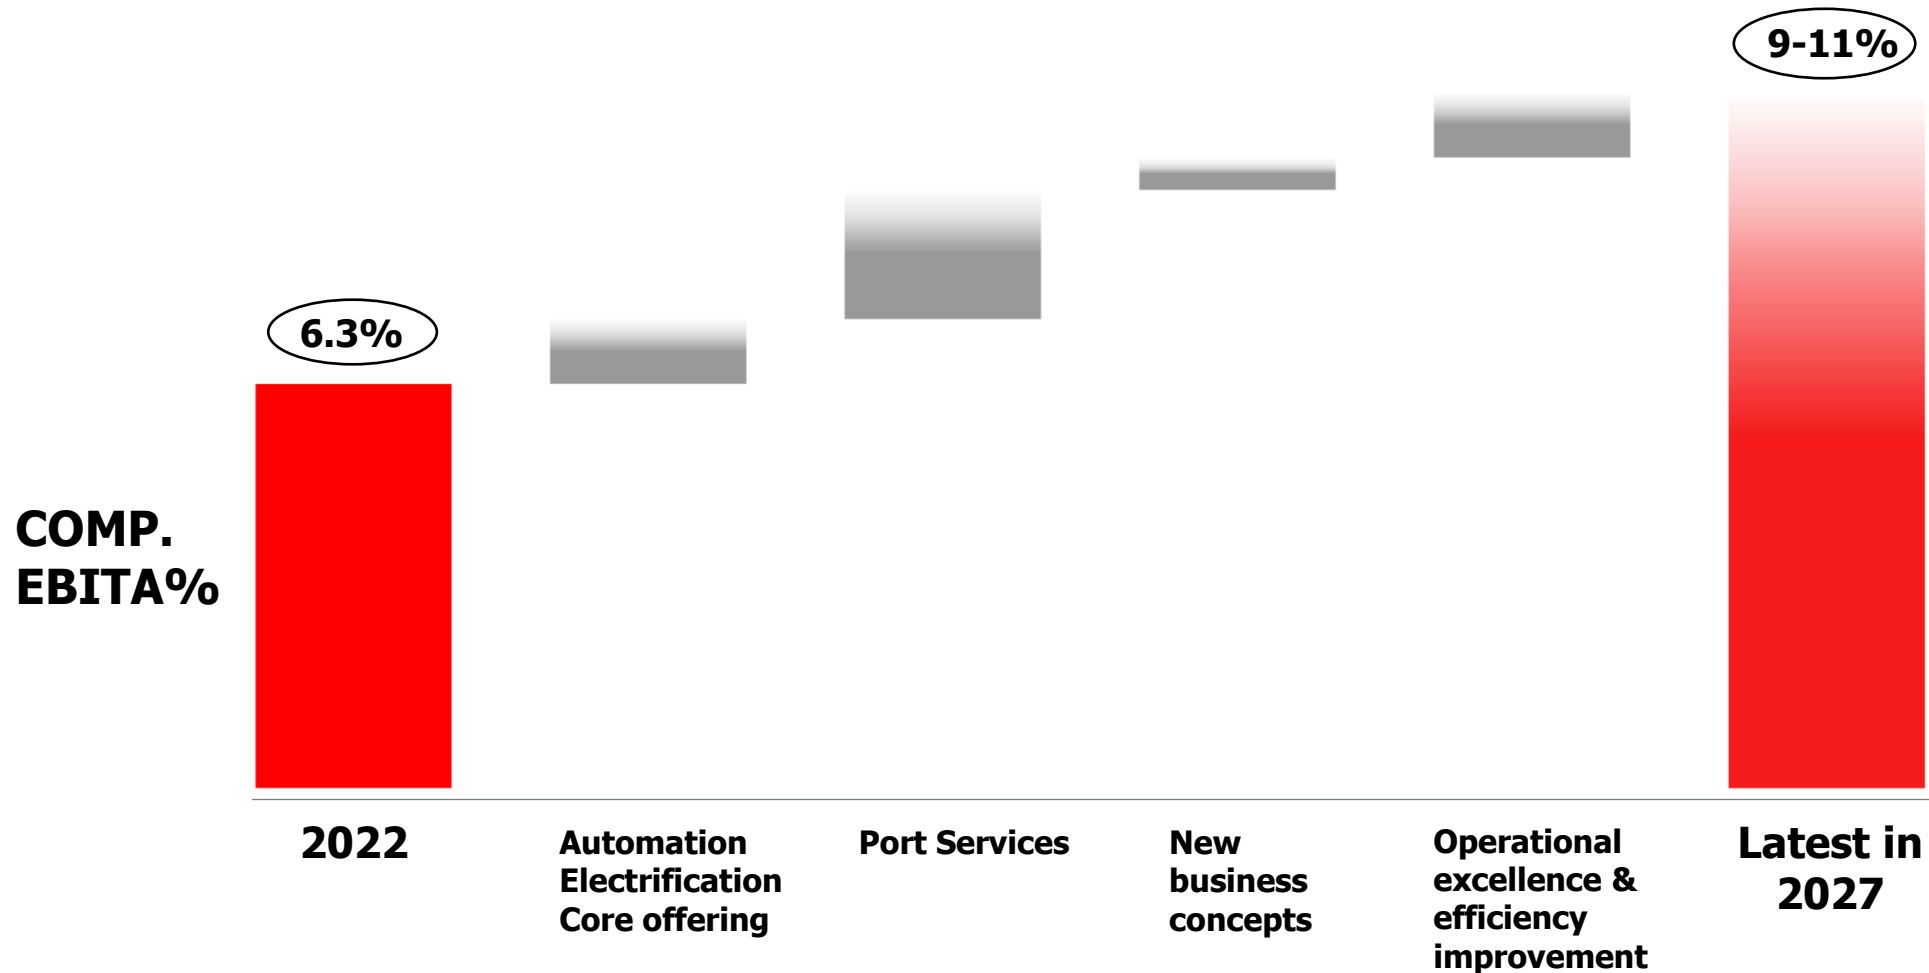 9-11%
6.3%
COMP.
EBITA%
2022
Automation
Electrification
Core offering
Port Services
New
business
concepts
Operational
excellence &
efficiency
improvement
Latest in
2027